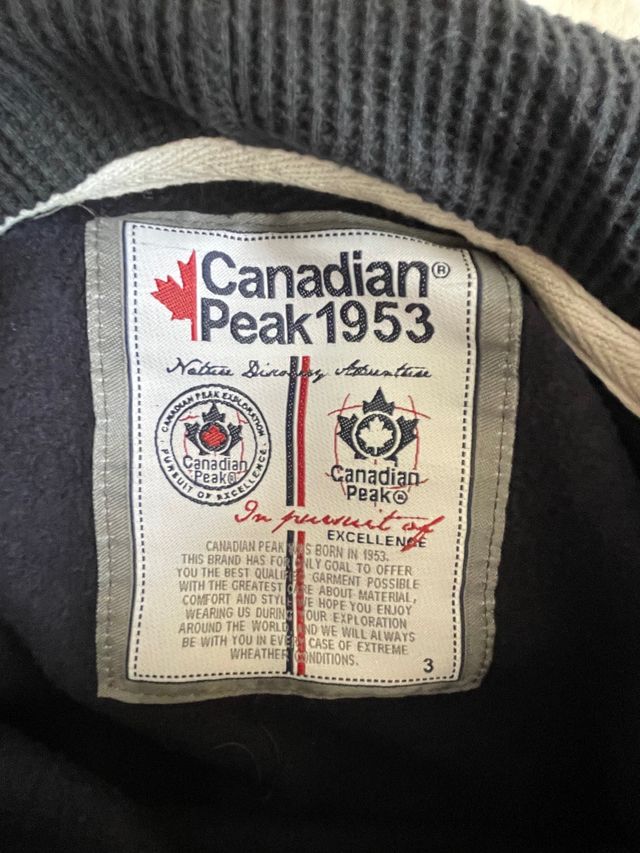 Canadian®
Peak1953
Nature Discovery Adventure
CANADIAN PEAK EXPLORATION
Canadian
Peak®
PURSUIT OF EXCELLENCE
Canadian
Peak®
In pursuit of
EXCELLENCE
CANADIAN PEAK WAS BORN IN 1953.
THIS BRAND HAS FOR ONLY GOAL TO OFFER
YOU THE BEST QUALIFIED GARMENT POSSIBLE
WITH THE GREATEST CARE ABOUT MATERIAL,
COMFORT AND STYLE. WE HOPE YOU ENJOY
WEARING US DURING YOUR EXPLORATION
AROUND THE WORLD AND WE WILL ALWAYS
BE WITH YOU IN EVERY CASE OF EXTREME
WHEATHER CONDITIONS.
3